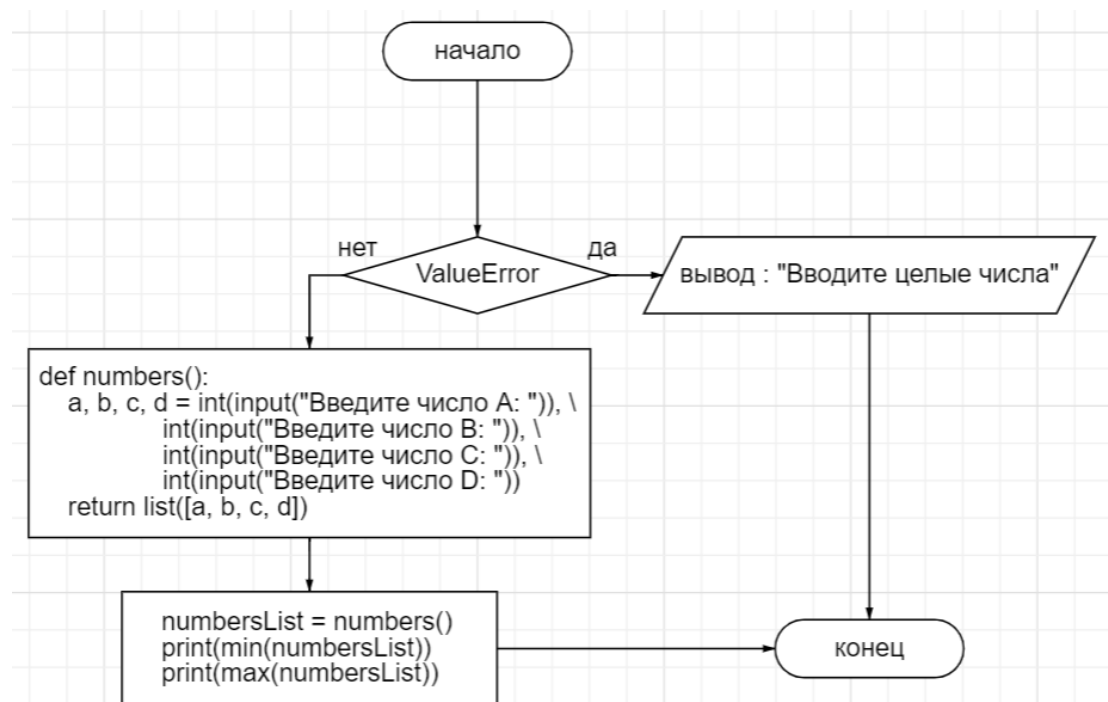 начало
нет
да
ValueError
вывод : "Вводите целые числа"
def numbers():
a, b, c, d = int(input("Введите число A: ")), \
int(input("Введите число B: ")), \
int(input("Введите число C: ")), \
int(input("Введите число D: "))
return list([a, b, c, d])
numbersList = numbers()
print(min(numbersList))
print(max(numbersList))
конец